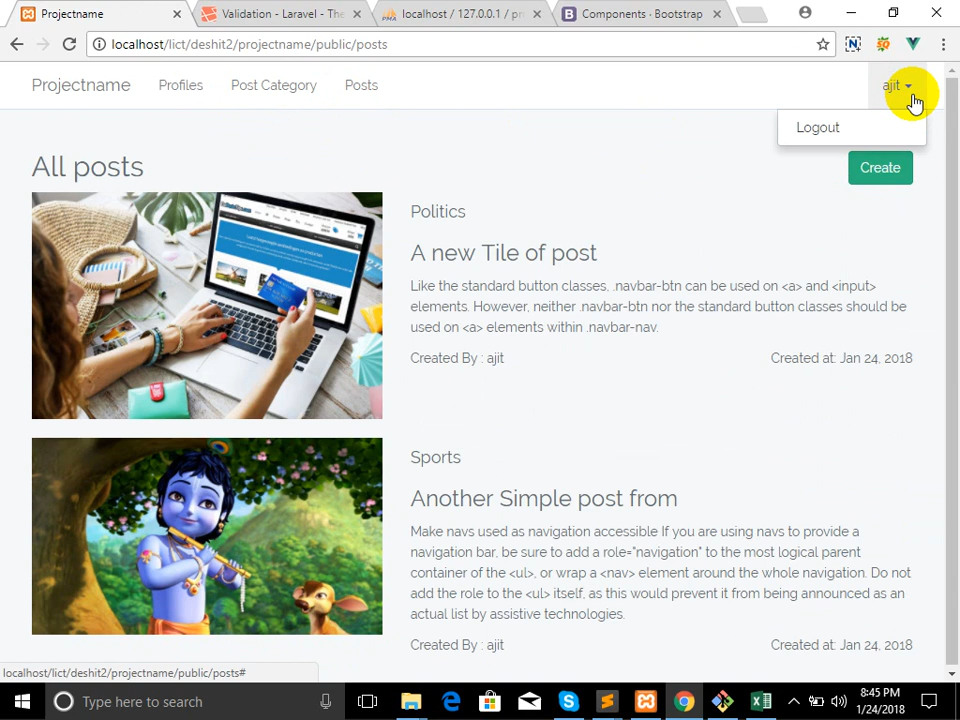 Projectname
Validation - Laravel - The
localhost / 127.0.0.1 / pr
Components · Bootstrap
localhost/lict/deshit2/projectname/public/posts
Projectname Profiles Post Category Posts ajit
Logout
All posts
Create
Politics
A new Tile of post
Like the standard button classes, .navbar-btn can be used on <a> and <input>
elements. However, neither .navbar-btn nor the standard button classes should be
used on <a> elements within .navbar-nav.
Created By : ajit Created at: Jan 24, 2018
Sports
Another Simple post from
Make navs used as navigation accessible If you are using navs to provide a
navigation bar, be sure to add a role="navigation" to the most logical parent
container of the <ul>, or wrap a <nav> element around the whole navigation. Do not
add the role to the <ul> itself, as this would prevent it from being announced as an
actual list by assistive technologies.
Created By : ajit Created at: Jan 24, 2018
localhost/lict/deshit2/projectname/public/posts#
Type here to search
8:45 PM
1/24/2018